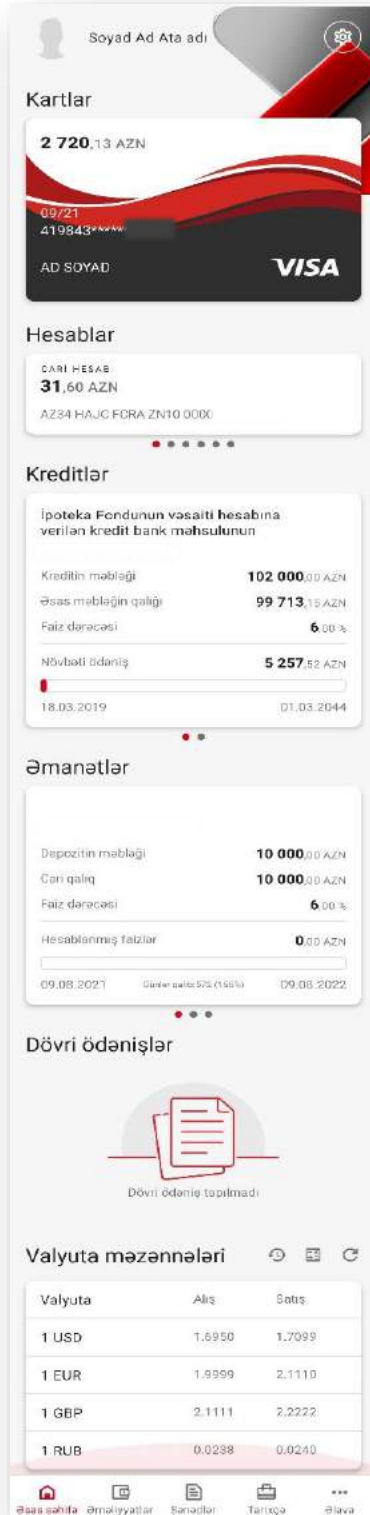 Soyad Ad Ata adı
Kartlar
2 720,13 AZN
09/21
419843******
AD SOYAD
VISA
Hesablar
CARİ HESAB
31,60 AZN
AZ34 HAJC FCRA ZN10 0000
Kreditlər
İpoteka Fondunun vəsaiti hesabına
verilən kredit bank məhsulunun
Kreditin məbləği 102 000,00 AZN
Əsas məbləğin qalığı 99 713,15 AZN
Faiz dərəcəsi 6,00 %
Növbəti ödəniş 5 257,52 AZN
18.03.2019 01.03.2044
Əmanətlər
Depozitin məbləği 10 000,00 AZN
Cari qalıq 10 000,00 AZN
Faiz dərəcəsi 6,00 %
Hesablanmış faizlər 0,00 AZN
09.08.2021 09.08.2022
Dövri ödənişlər
Dövri ödəniş tapılmadı
Valyuta məzənnələri
Valyuta Alış Satış
1 USD 1.6950 1.7099
1 EUR 1.9999 2.1110
1 GBP 2.1111 2.2222
1 RUB 0.0238 0.0240
Əsas səhifə Əməliyyatlar Sənədlər Tarixçə Əlavə